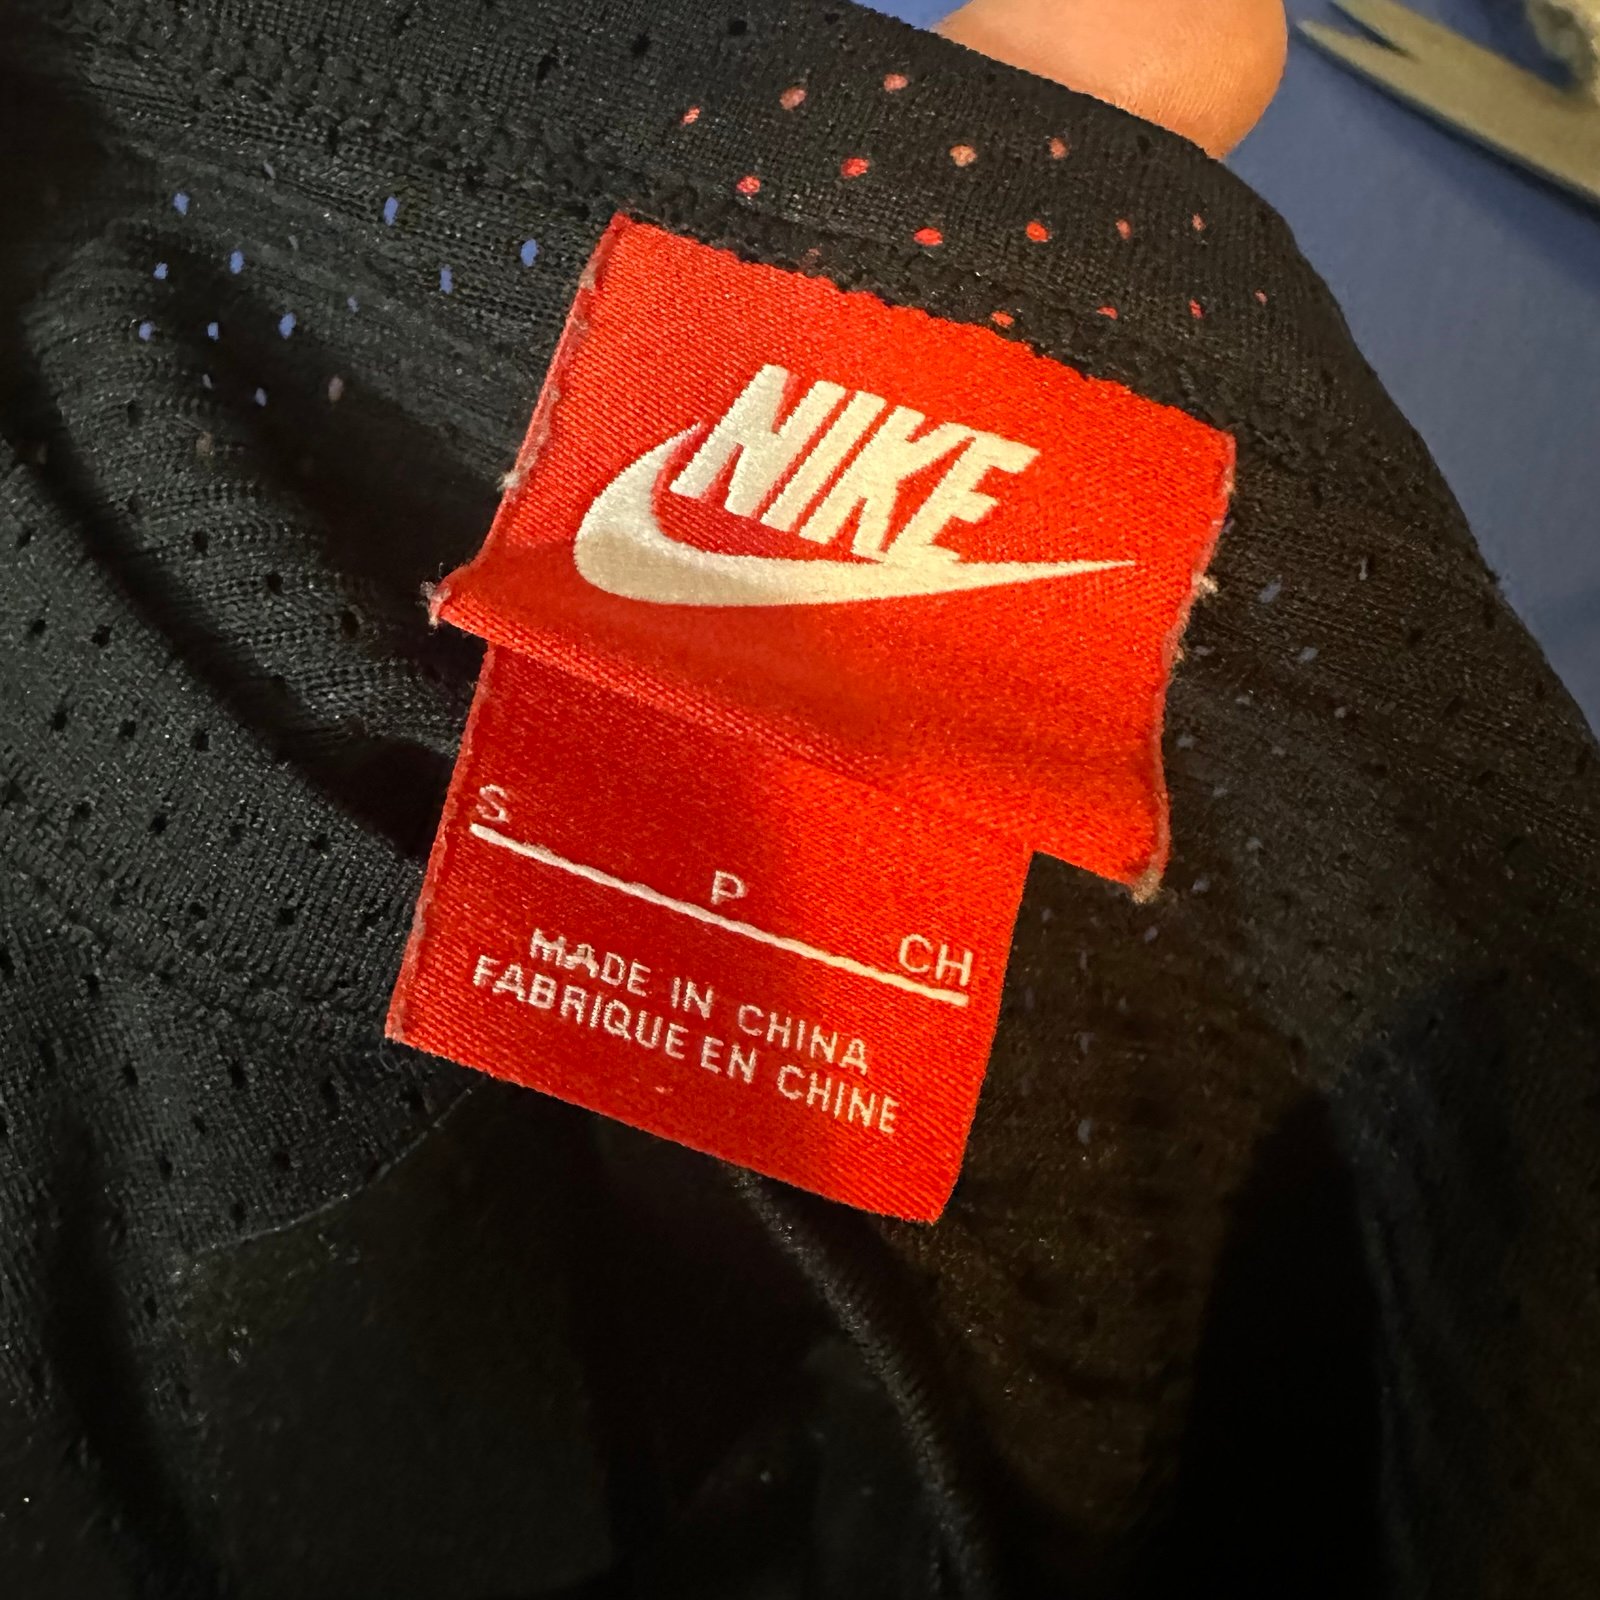 NIKE
S P CH
MADE IN CHINA
FABRIQUE EN CHINE